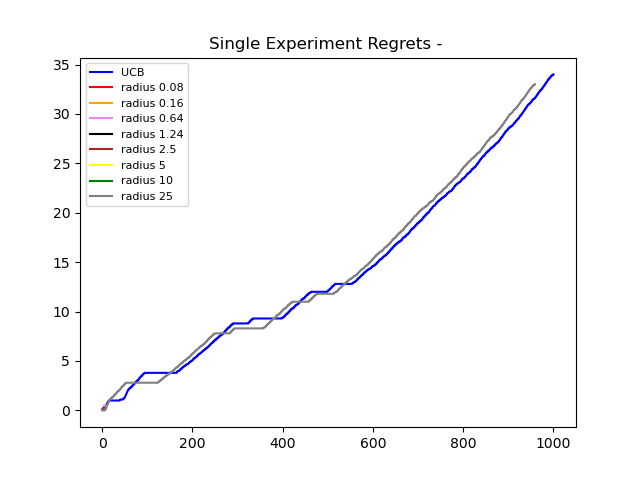 Single Experiment Regrets -
35
30
25
20
15
10
5
0
UCB
radius 0.08
radius 0.16
radius 0.64
radius 1.24
radius 2.5
radius 5
radius 10
radius 25
0 200 400 600 800 1000